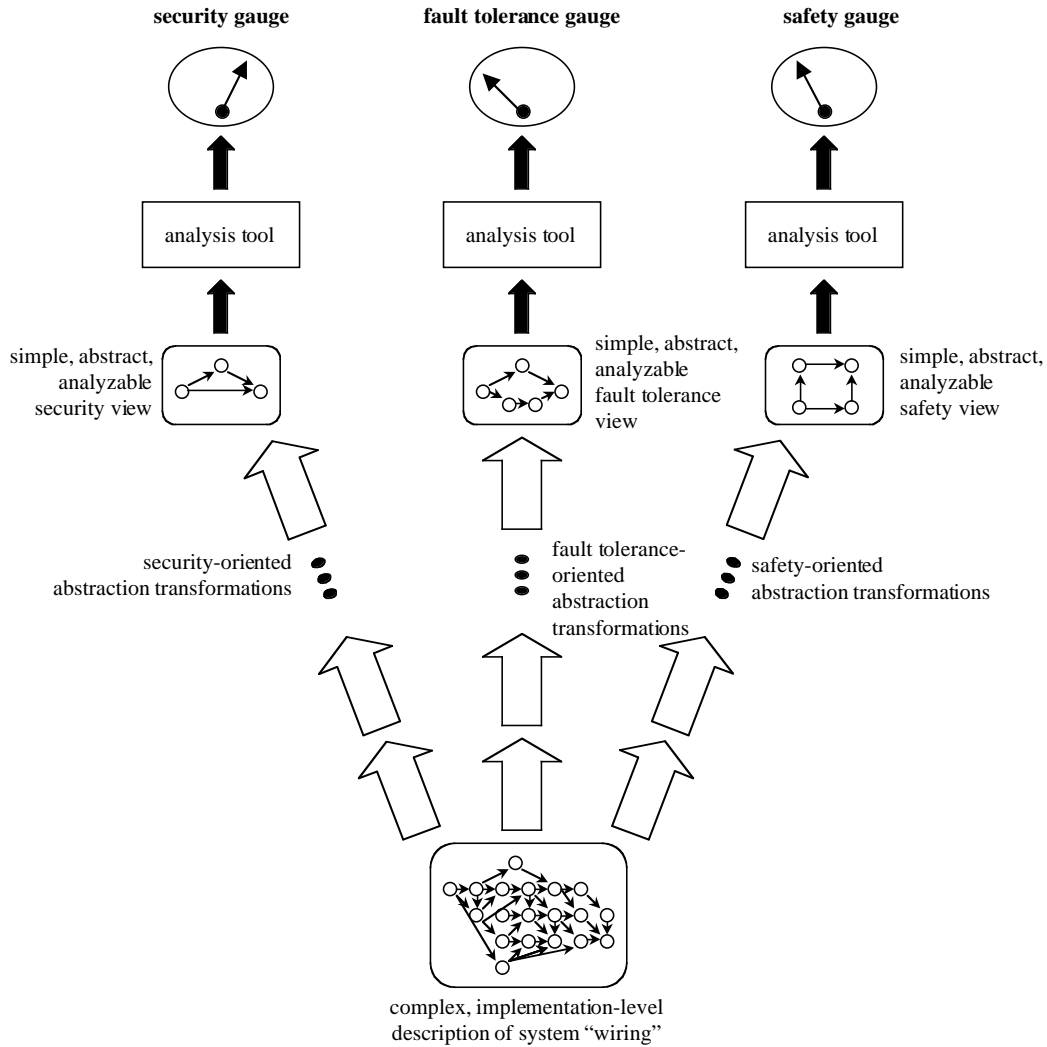 security gauge
fault tolerance gauge
safety gauge
analysis tool
analysis tool
analysis tool
simple, abstract,
analyzable
security view
simple, abstract,
analyzable
fault tolerance
view
simple, abstract,
analyzable
safety view
security-oriented
abstraction transformations
fault tolerance-
oriented
abstraction
transformations
safety-oriented
abstraction transformations
complex, implementation-level
description of system “wiring”